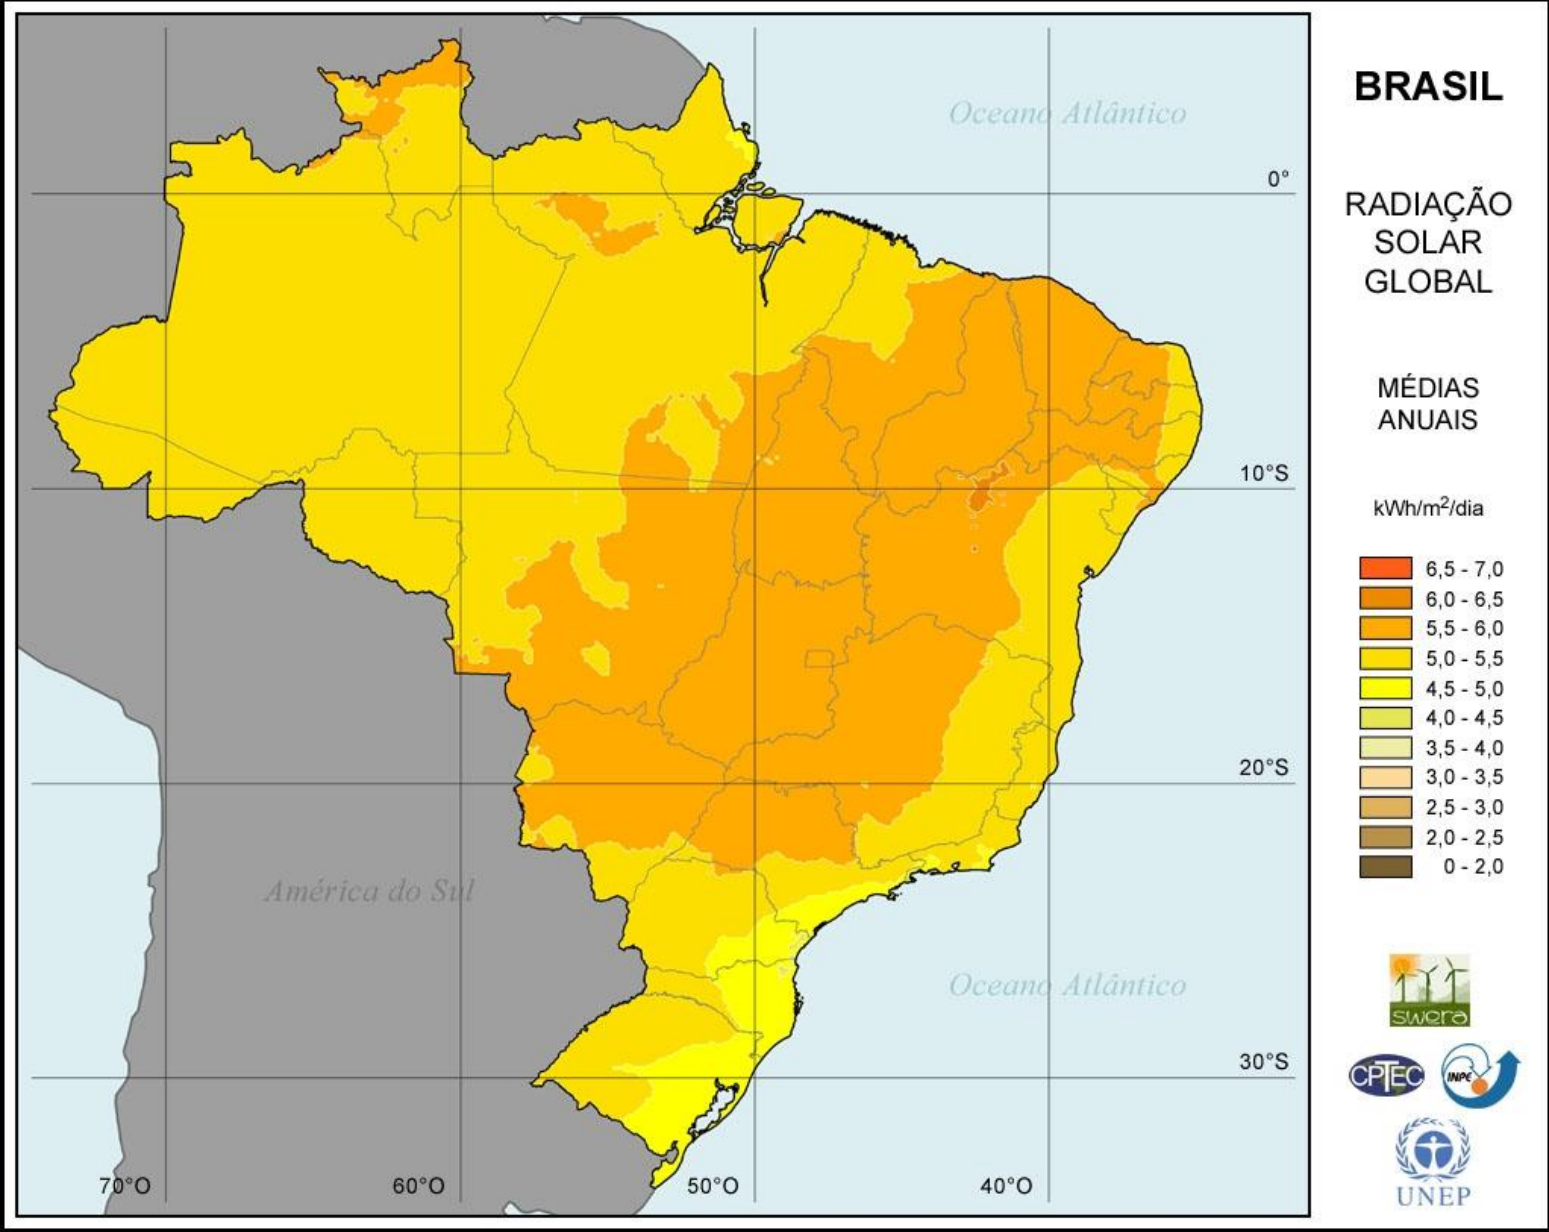 BRASIL
RADIAÇÃO
SOLAR
GLOBAL
MÉDIAS
ANUAIS
kWh/m²/dia
6,5 - 7,0
6,0 - 6,5
5,5 - 6,0
5,0 - 5,5
4,5 - 5,0
4,0 - 4,5
3,5 - 4,0
3,0 - 3,5
2,5 - 3,0
2,0 - 2,5
0 - 2,0
swera
CPTEC
INPE
UNEP
Oceano Atlântico
0°
10°S
20°S
América do Sul
Oceano Atlântico
30°S
70°O
60°O
50°O
40°O